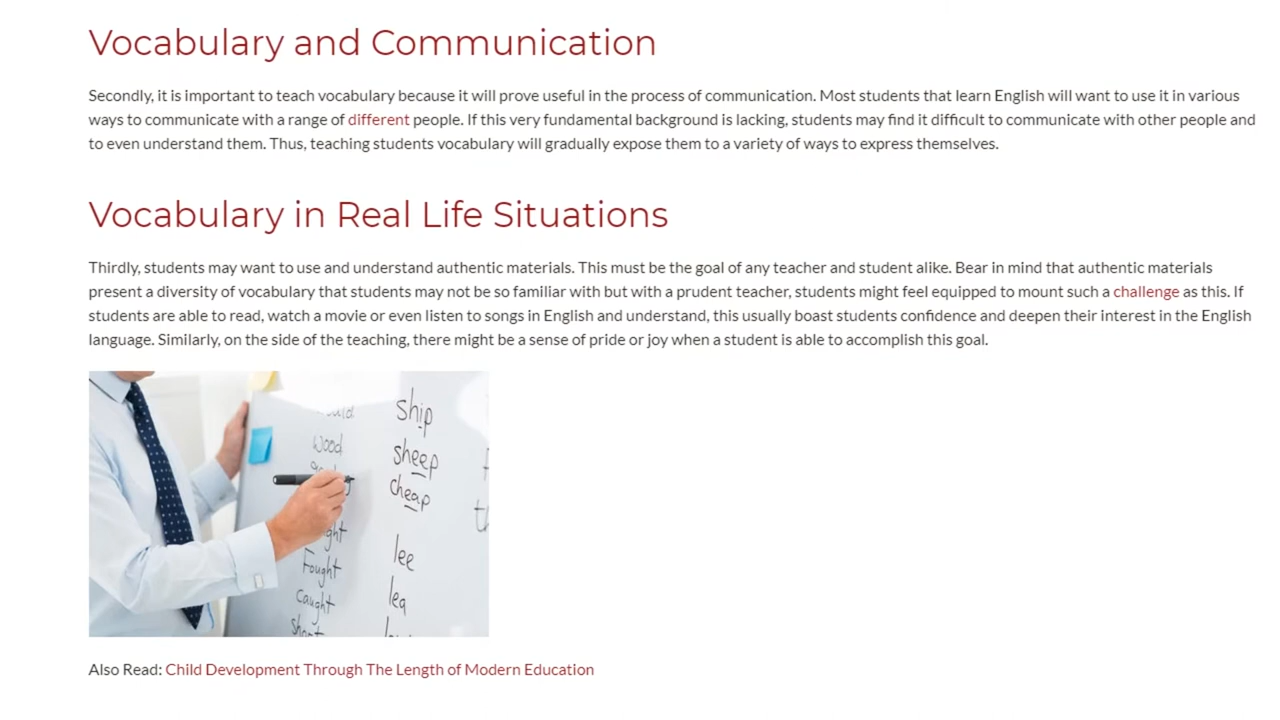 Vocabulary and Communication
Secondly, it is important to teach vocabulary because it will prove useful in the process of communication. Most students that learn English will want to use it in various
ways to communicate with a range of different people. If this very fundamental background is lacking, students may find it difficult to communicate with other people and
to even understand them. Thus, teaching students vocabulary will gradually expose them to a variety of ways to express themselves.
Vocabulary in Real Life Situations
Thirdly, students may want to use and understand authentic materials. This must be the goal of any teacher and student alike. Bear in mind that authentic materials
present a diversity of vocabulary that students may not be so familiar with but with a prudent teacher, students might feel equipped to mount such a challenge as this. If
students are able to read, watch a movie or even listen to songs in English and understand, this usually boast students confidence and deepen their interest in the English
language. Similarly, on the side of the teaching, there might be a sense of pride or joy when a student is able to accomplish this goal.
wood
Fought
caught
ship
sheep
cheap
lee
Also Read: Child Development Through The Length of Modern Education